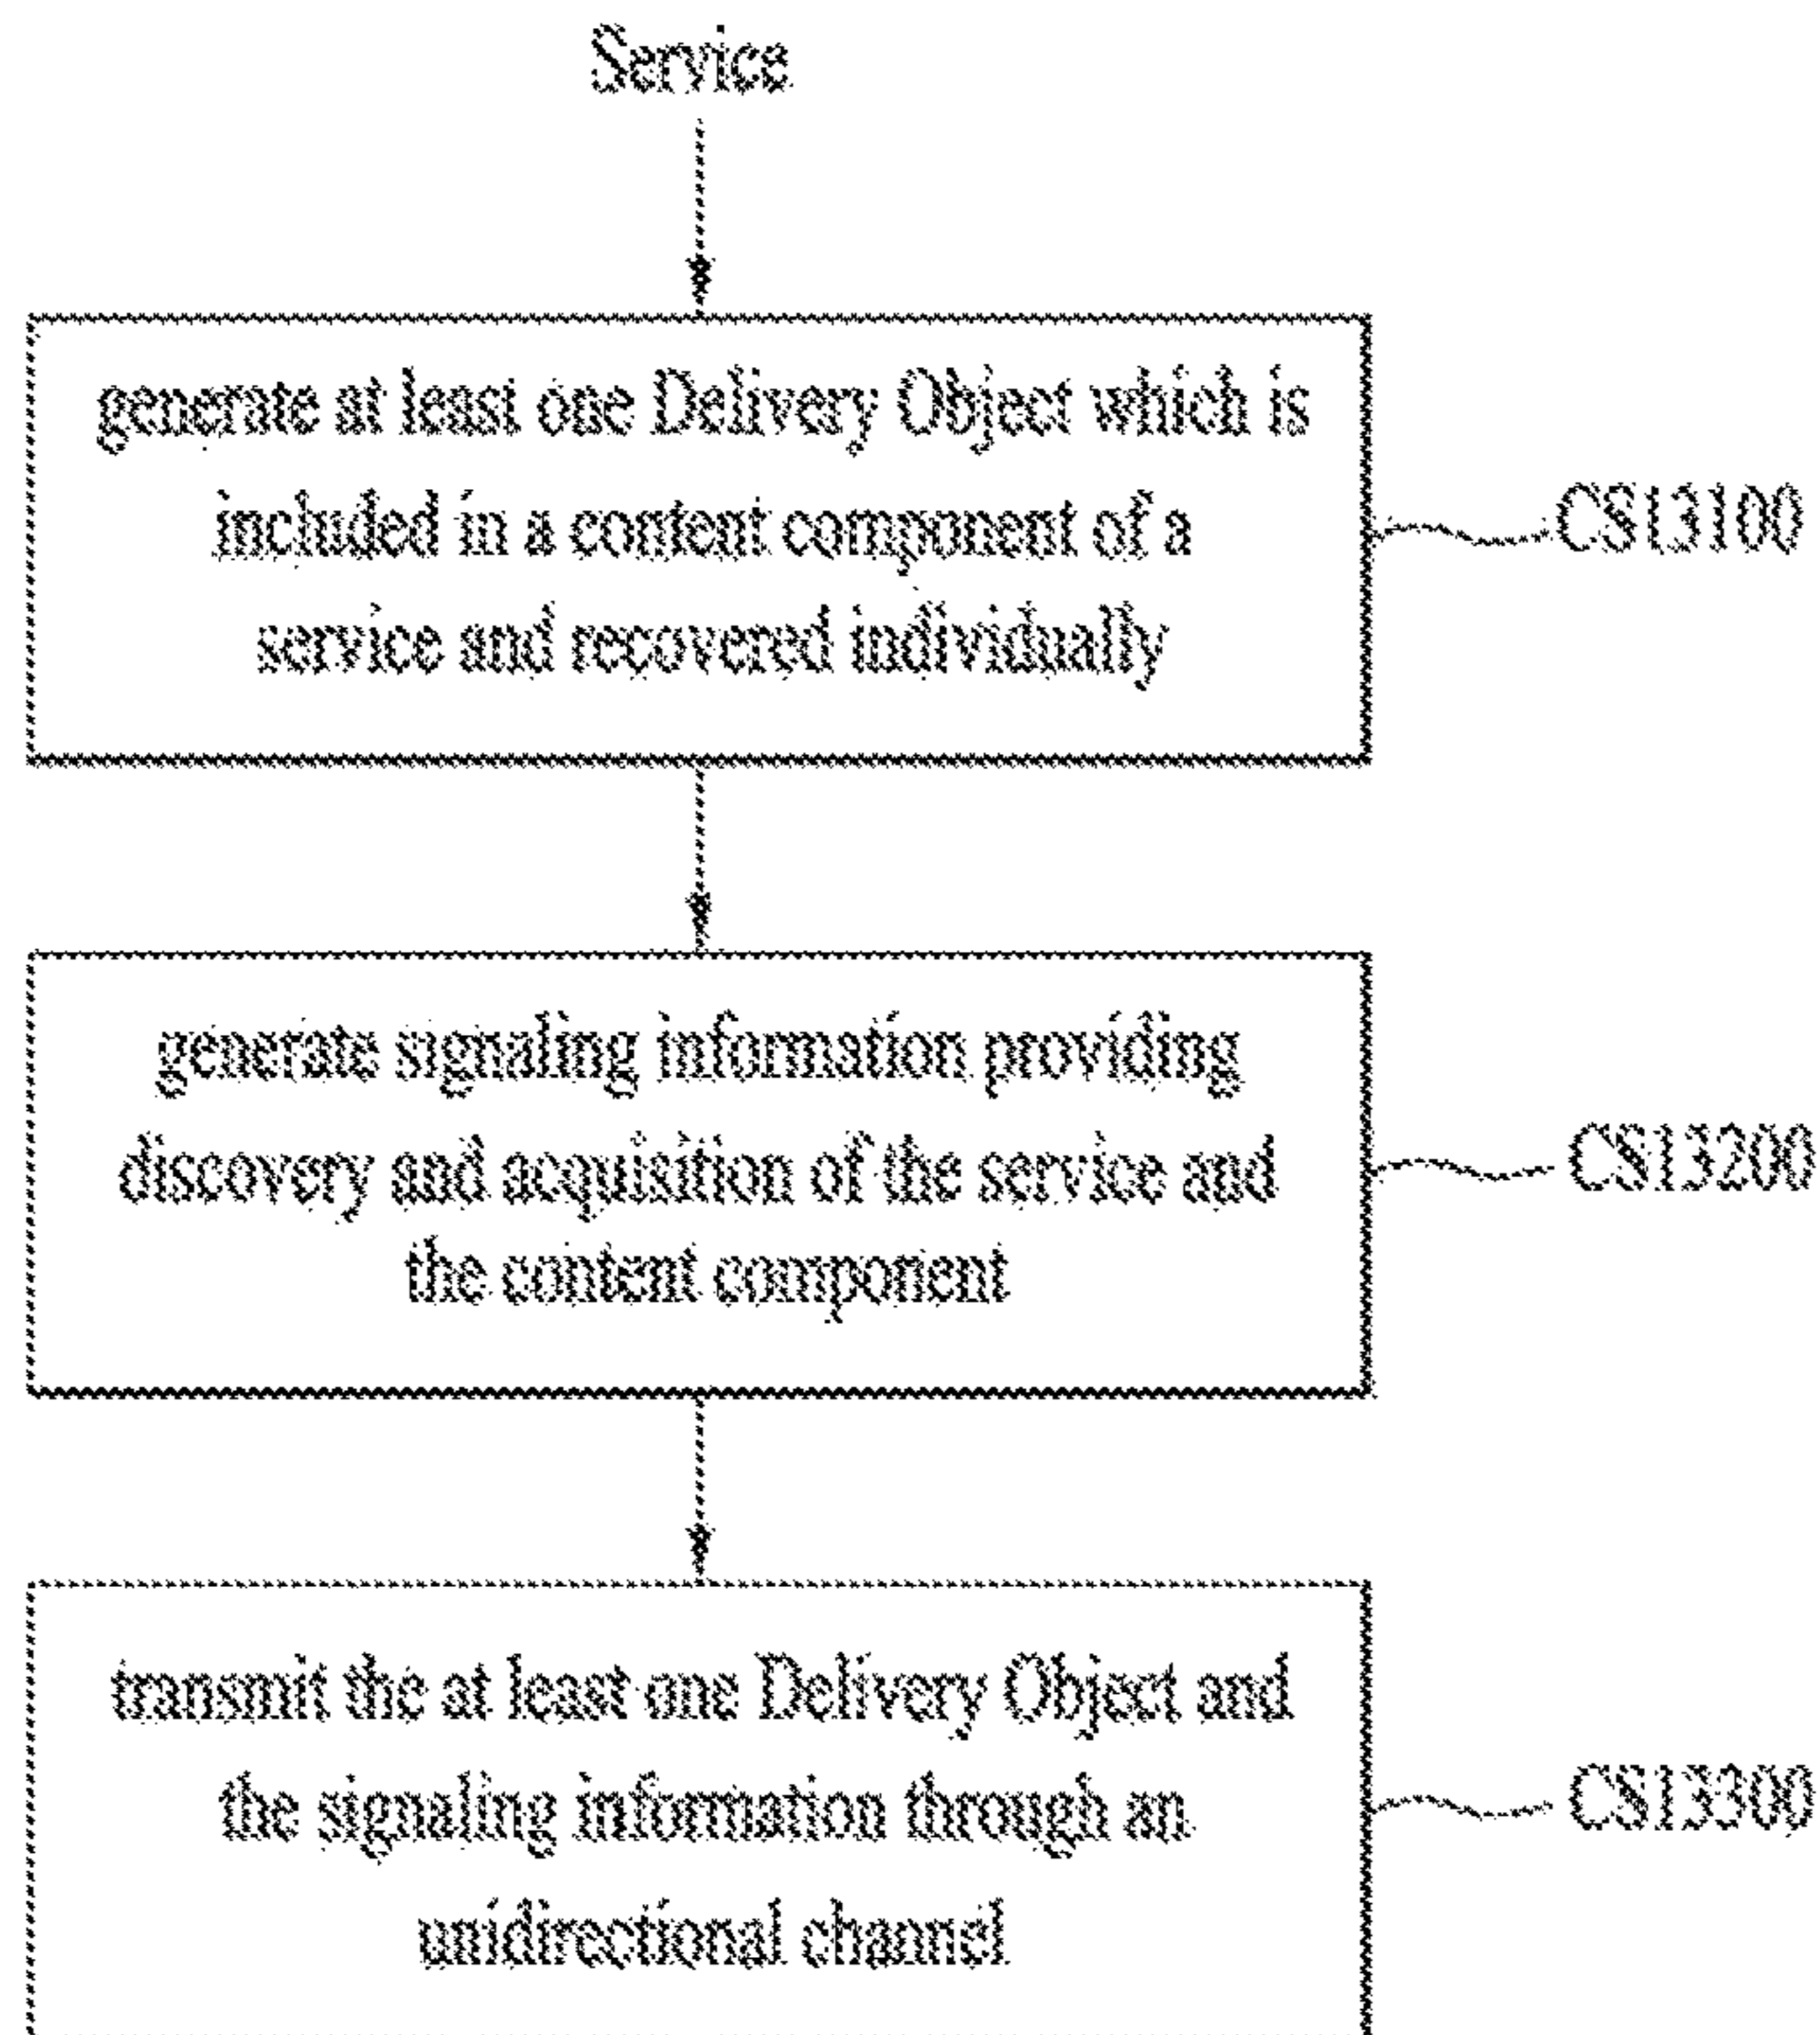 Service
generate at least one Delivery Object which is
included in a content component of a
service and recovered individually
CS13100
generate signaling information providing
discovery and acquisition of the service and
the content component
CS13200
transmit the at least one Delivery Object and
the signaling information through an
unidirectional channel
CS13300